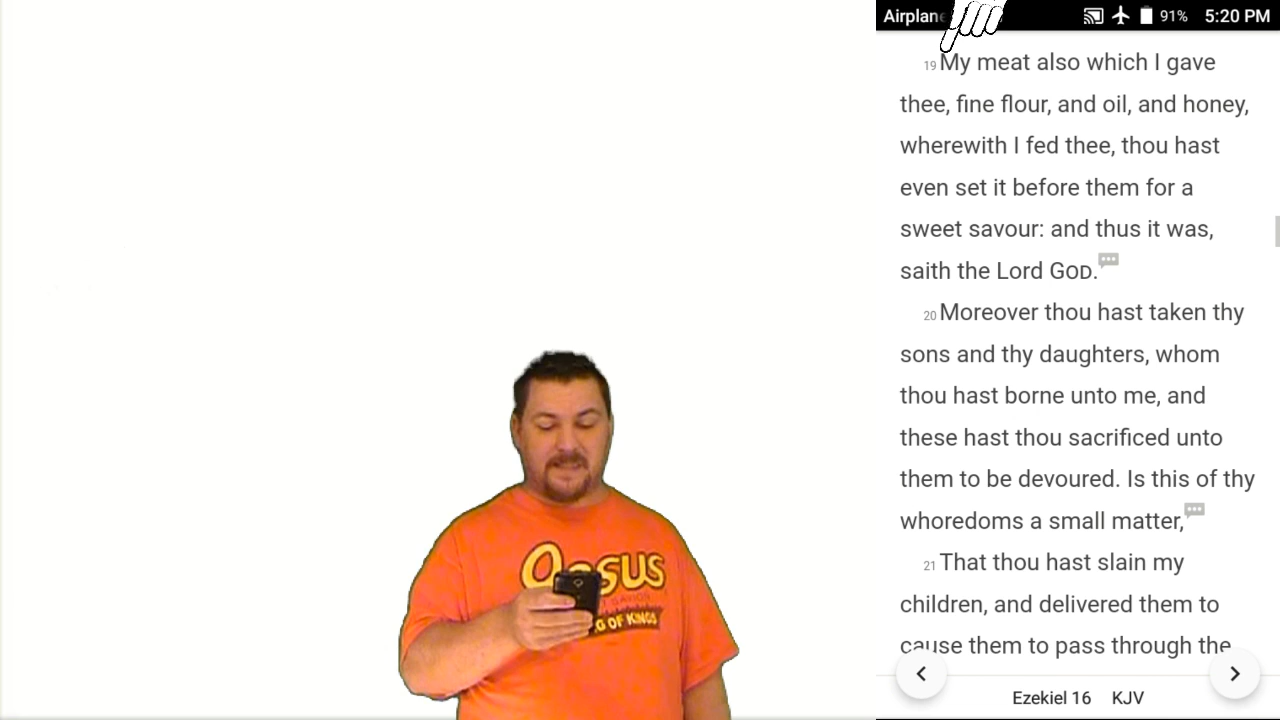 Airplan
91%
5:20 PM
19 My meat also which I gave
thee, fine flour, and oil, and honey,
wherewith I fed thee, thou hast
even set it before them for a
sweet savour: and thus it was,
saith the Lord GOD.
20 Moreover thou hast taken thy
sons and thy daughters, whom
thou hast borne unto me, and
these hast thou sacrificed unto
them to be devoured. Is this of thy
whoredoms a small matter,
21 That thou hast slain my
children, and delivered them to
cause them to pass through the
Ezekiel 16 KJV
SAVIOR
G OF KINGS